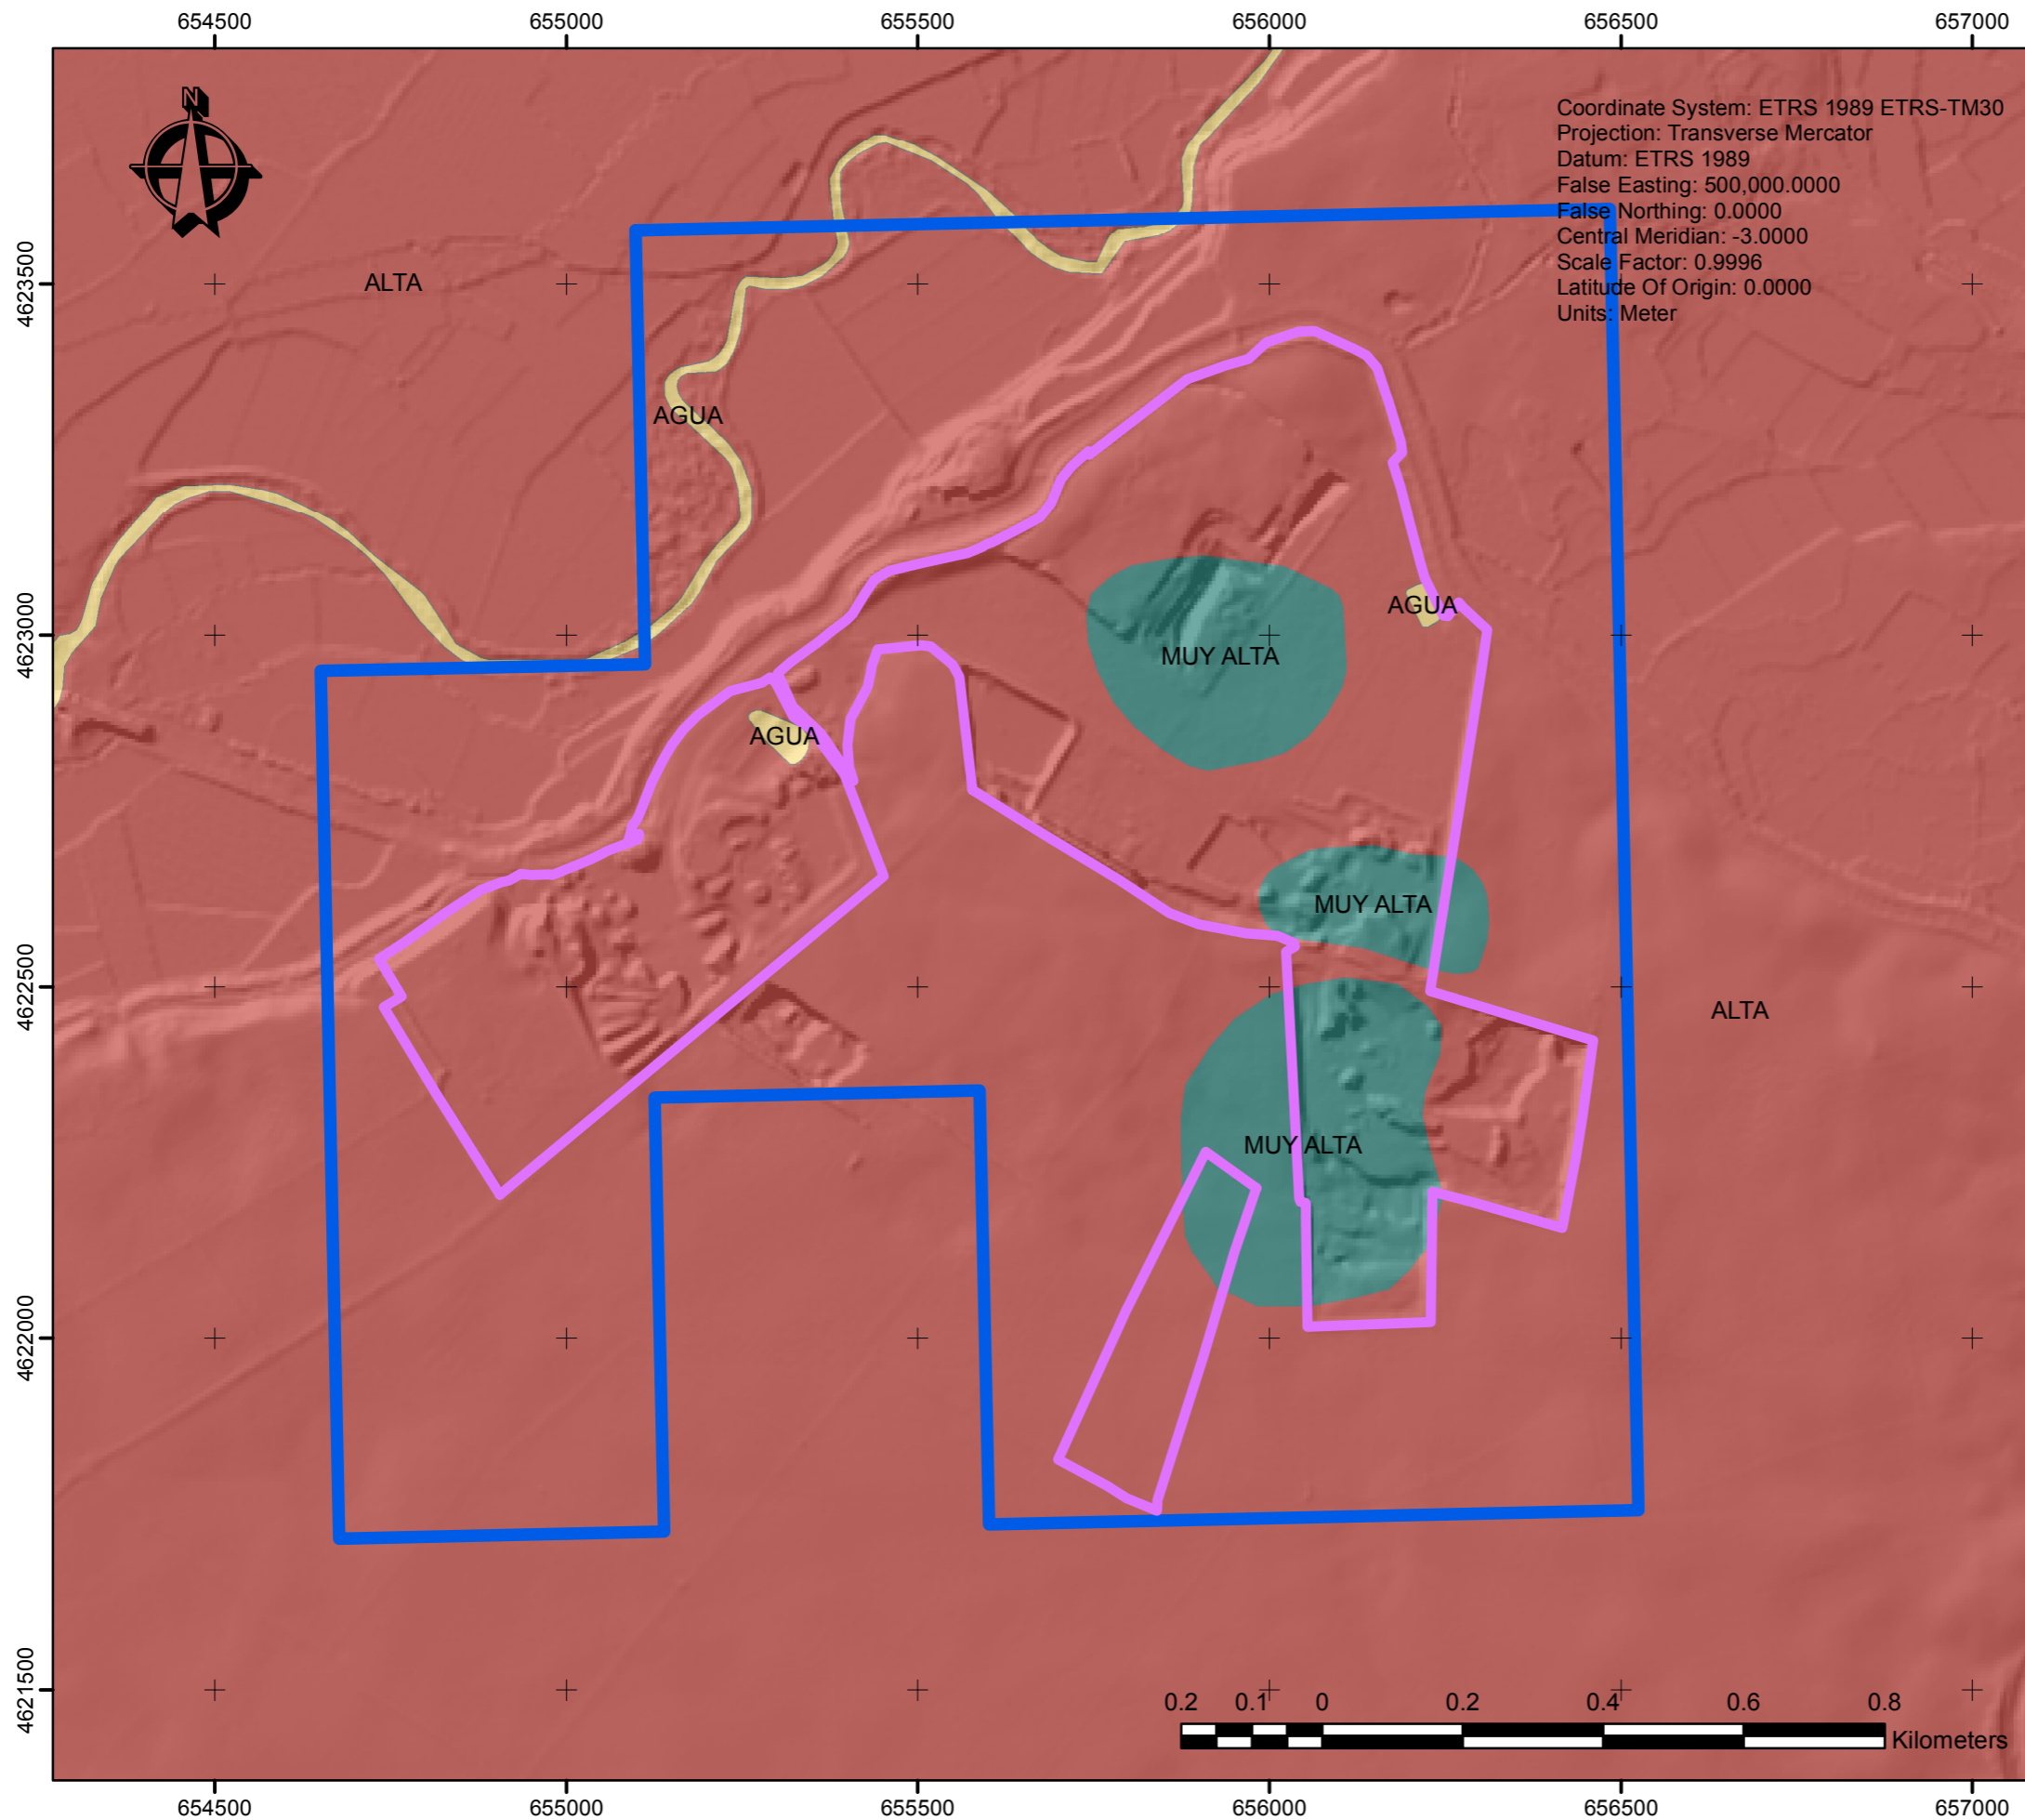 654500 655000 655500 656000 656500 657000
N
Coordinate System: ETRS 1989 ETRS-TM30
Projection: Transverse Mercator
Datum: ETRS 1989
False Easting: 500,000.0000
False Northing: 0.0000
Central Meridian: -3.0000
Scale Factor: 0.9996
Latitude Of Origin: 0.0000
Units: Meter
4623500
ALTA
AGUA
4623000
AGUA
MUY ALTA
AGUA
MUY ALTA
4622500
ALTA
MUY ALTA
4622000
4621500
0.2 0.1 0 0.2 0.4 0.6 0.8
Kilometers
654500 655000 655500 656000 656500 657000